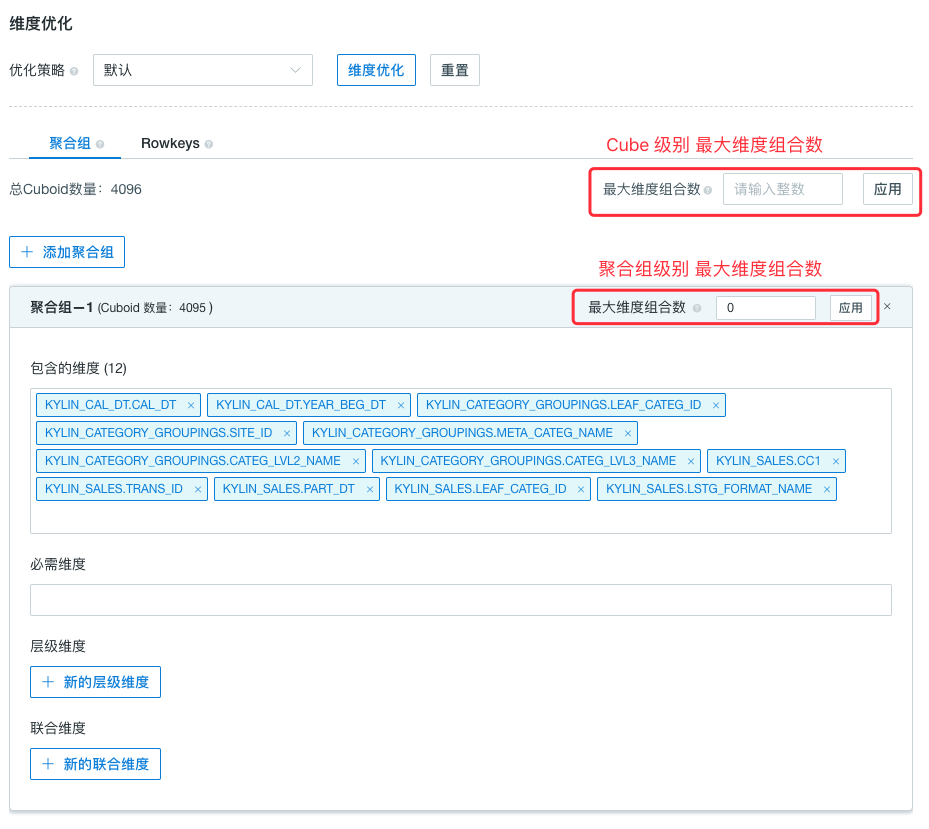 维度优化
优化策略 默认 维度优化 重置
聚合组 Rowkeys
Cube 级别 最大维度组合数
总Cuboid数量：4096 最大维度组合数 请输入整数 应用
添加聚合组
聚合组级别 最大维度组合数
聚合组—1 (Cuboid 数量：4095 ) 最大维度组合数 0 应用 ×
包含的维度 (12)
KYLIN_CAL_DT.CAL_DT × KYLIN_CAL_DT.YEAR_BEG_DT × KYLIN_CATEGORY_GROUPINGS.LEAF_CATEG_ID ×
KYLIN_CATEGORY_GROUPINGS.SITE_ID × KYLIN_CATEGORY_GROUPINGS.META_CATEG_NAME ×
KYLIN_CATEGORY_GROUPINGS.CATEG_LVL2_NAME × KYLIN_CATEGORY_GROUPINGS.CATEG_LVL3_NAME × KYLIN_SALES.CC1 ×
KYLIN_SALES.TRANS_ID × KYLIN_SALES.PART_DT × KYLIN_SALES.LEAF_CATEG_ID × KYLIN_SALES.LSTG_FORMAT_NAME ×
必需维度
层级维度
新的层级维度
联合维度
新的联合维度